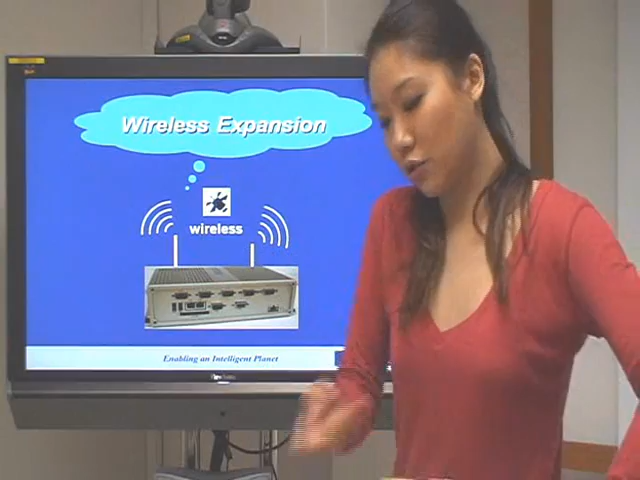 Wireless Expansion
wireless
Enabling an Intelligent Planet